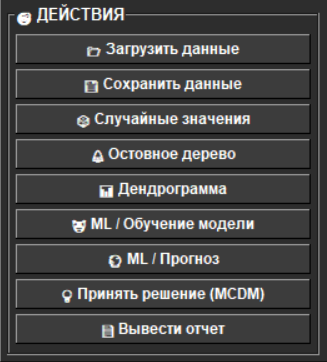 ДЕЙСТВИЯ
Загрузить данные
Сохранить данные
Случайные значения
Остовное дерево
Дендрограмма
ML / Обучение модели
ML / Прогноз
Принять решение (MCDM)
Вывести отчет